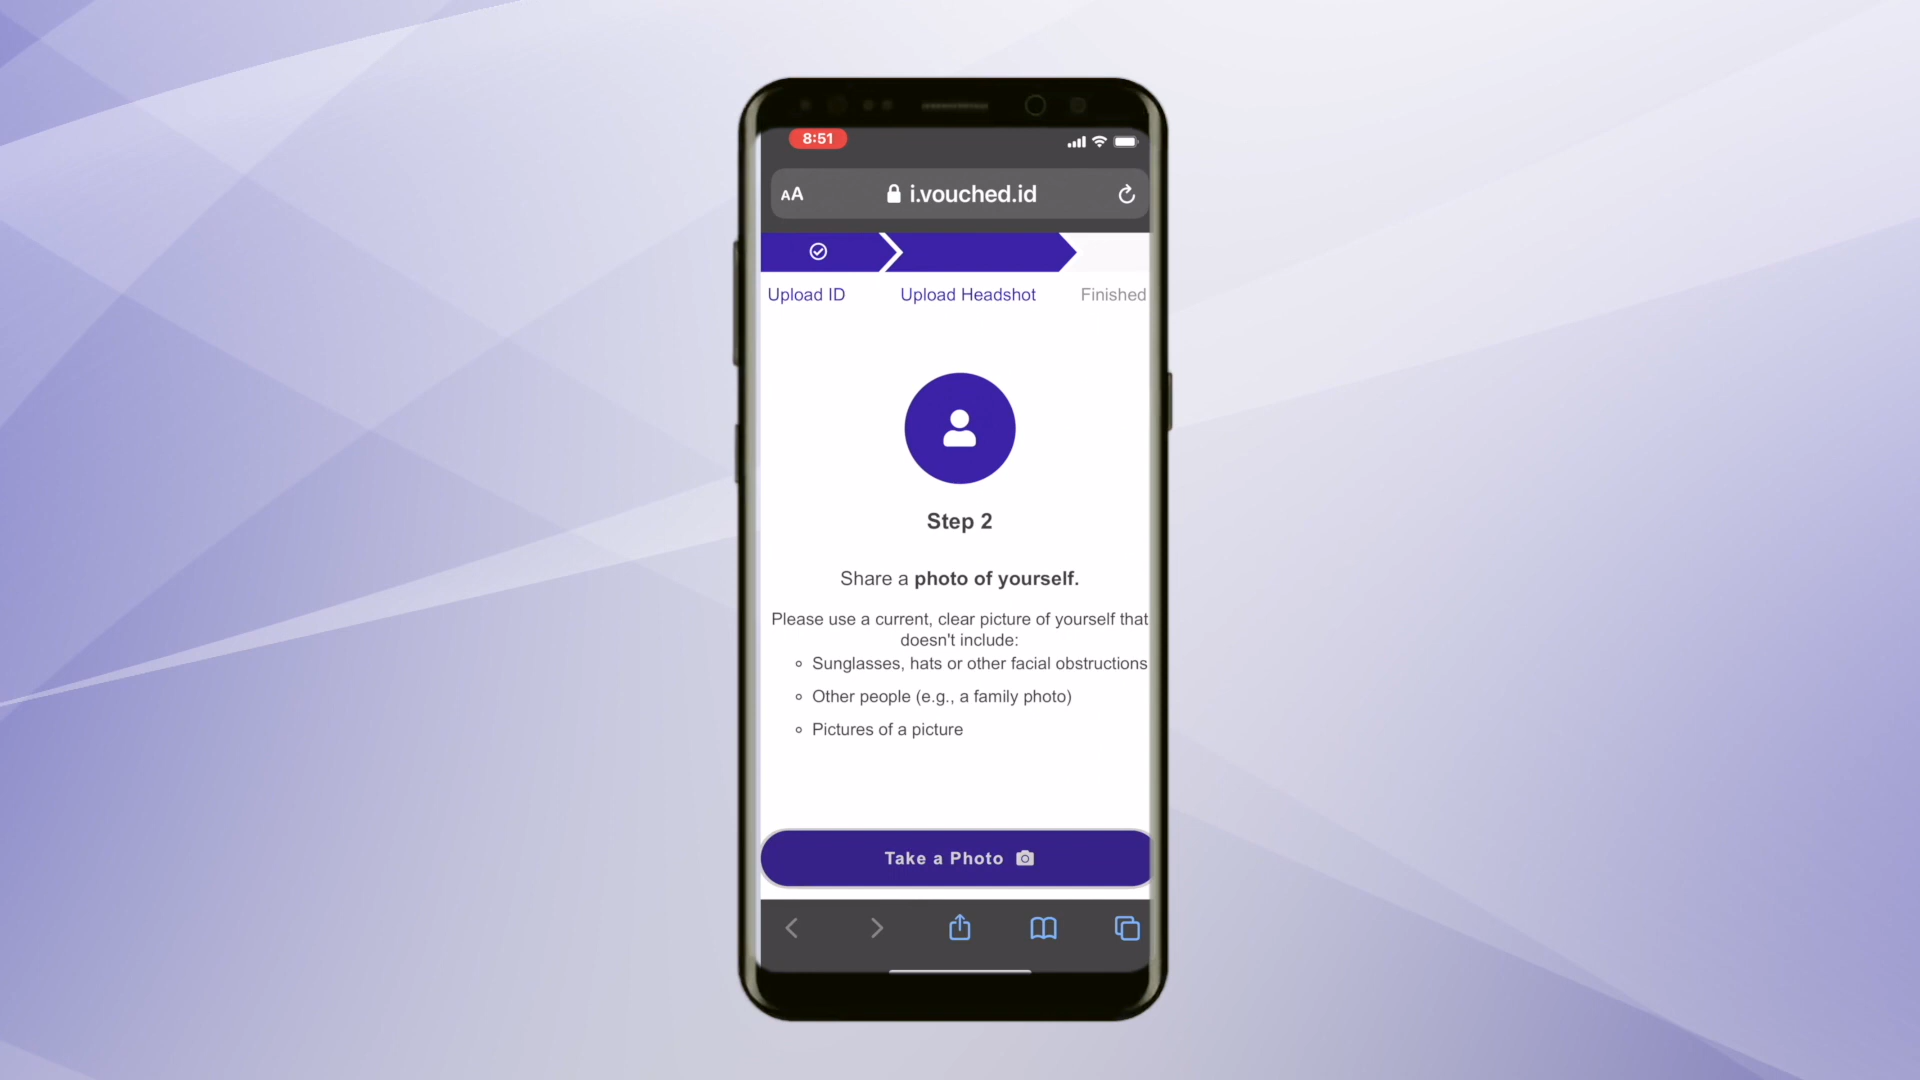 8:51
AA i.vouched.id
Upload ID Upload Headshot Finished
Step 2
Share a photo of yourself.
Please use a current, clear picture of yourself that
doesn't include:
Sunglasses, hats or other facial obstructions
Other people (e.g., a family photo)
Pictures of a picture
Take a Photo